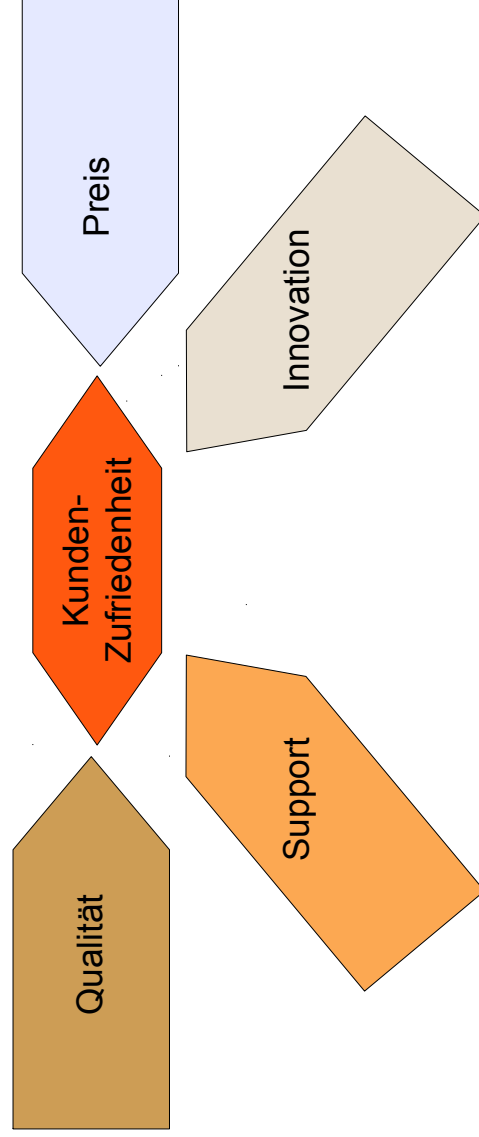 Qualität
Kunden-
Zufriedenheit
Preis
Support
Innovation